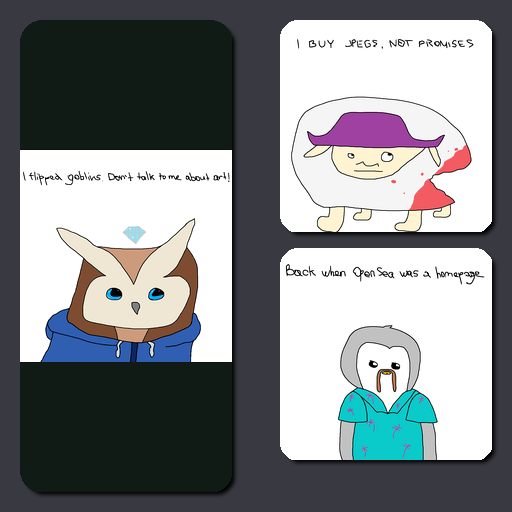 I flipped goblins. Don't talk to me about art!
I BUY JPEGS, NOT PROMISES
Back when OpenSea was a homepage